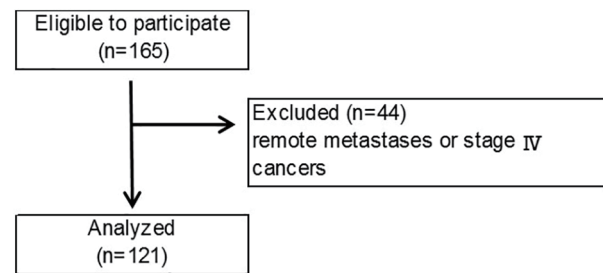 Eligible to participate
(n=165)
Excluded (n=44)
remote metastases or stage Ⅳ
cancers
Analyzed
(n=121)